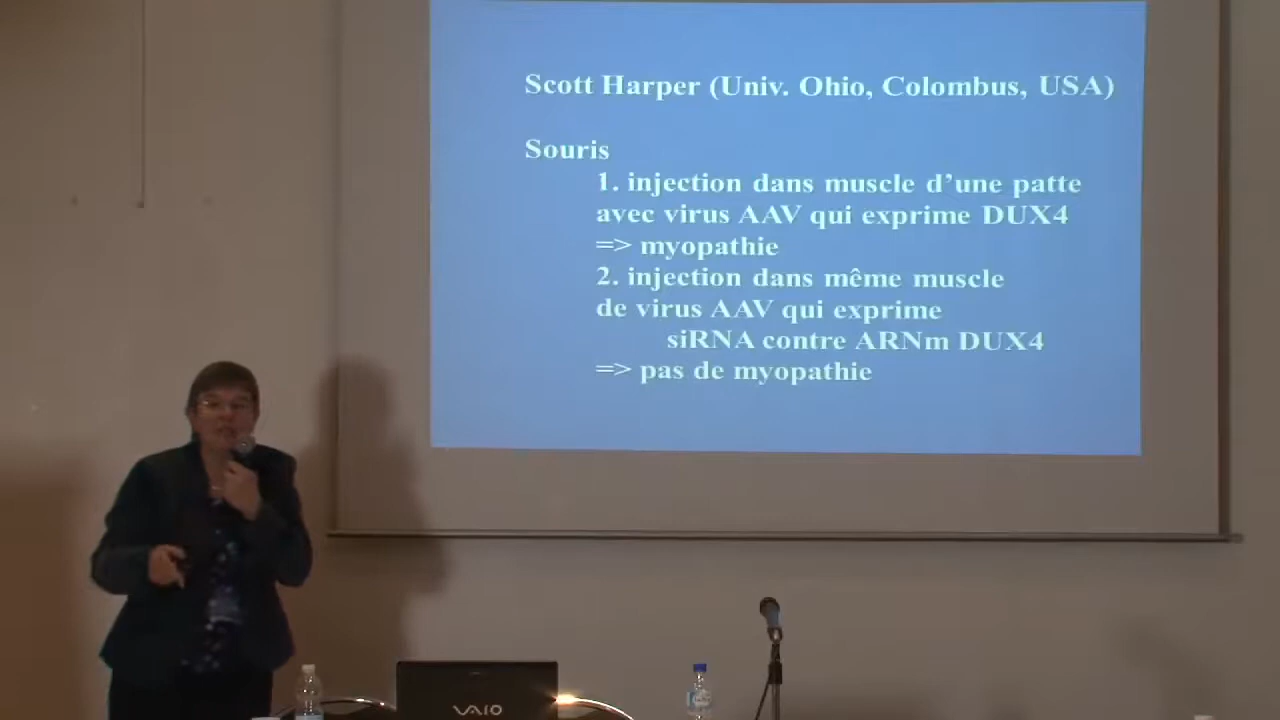 Scott Harper (Univ. Ohio, Colombus, USA)
Souris
1. injection dans muscle d’une patte
avec virus AAV qui exprime DUX4
=> myopathie
2. injection dans même muscle
de virus AAV qui exprime
siRNA contre ARNm DUX4
=> pas de myopathie
VAIO